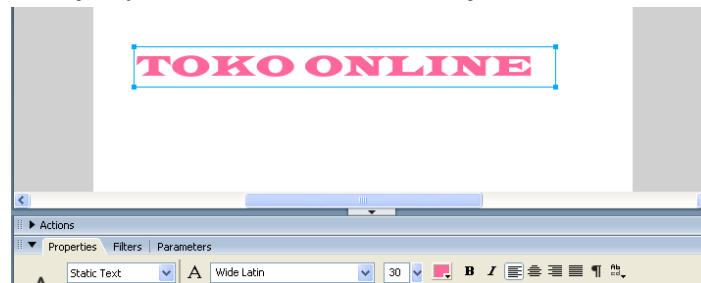 TOKO ONLINE
Actions
Properties Filters Parameters
A Static Text A Wide Latin 30 B I ¶